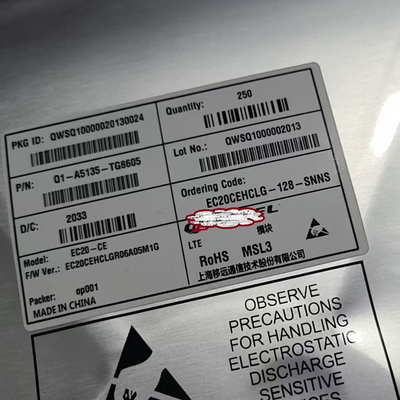 PKG ID: QWSQ10000020130024
Quantity: 250
P/N: Q1-A5135-TG8605
Lot No.: QWSQ1000002013
D/C: 2033
Ordering Code: EC20CEHCLG-128-SNNS
Model: EC20-CE
F/W Ver.: EC20CEHCLGR06A05M1G
LTE 模块
RoHS MSL3
Packer: op001
上海移远通信技术股份有限公司
MADE IN CHINA
OBSERVE
PRECAUTIONS
FOR HANDLING
ELECTROSTATIC
DISCHARGE
SENSITIVE